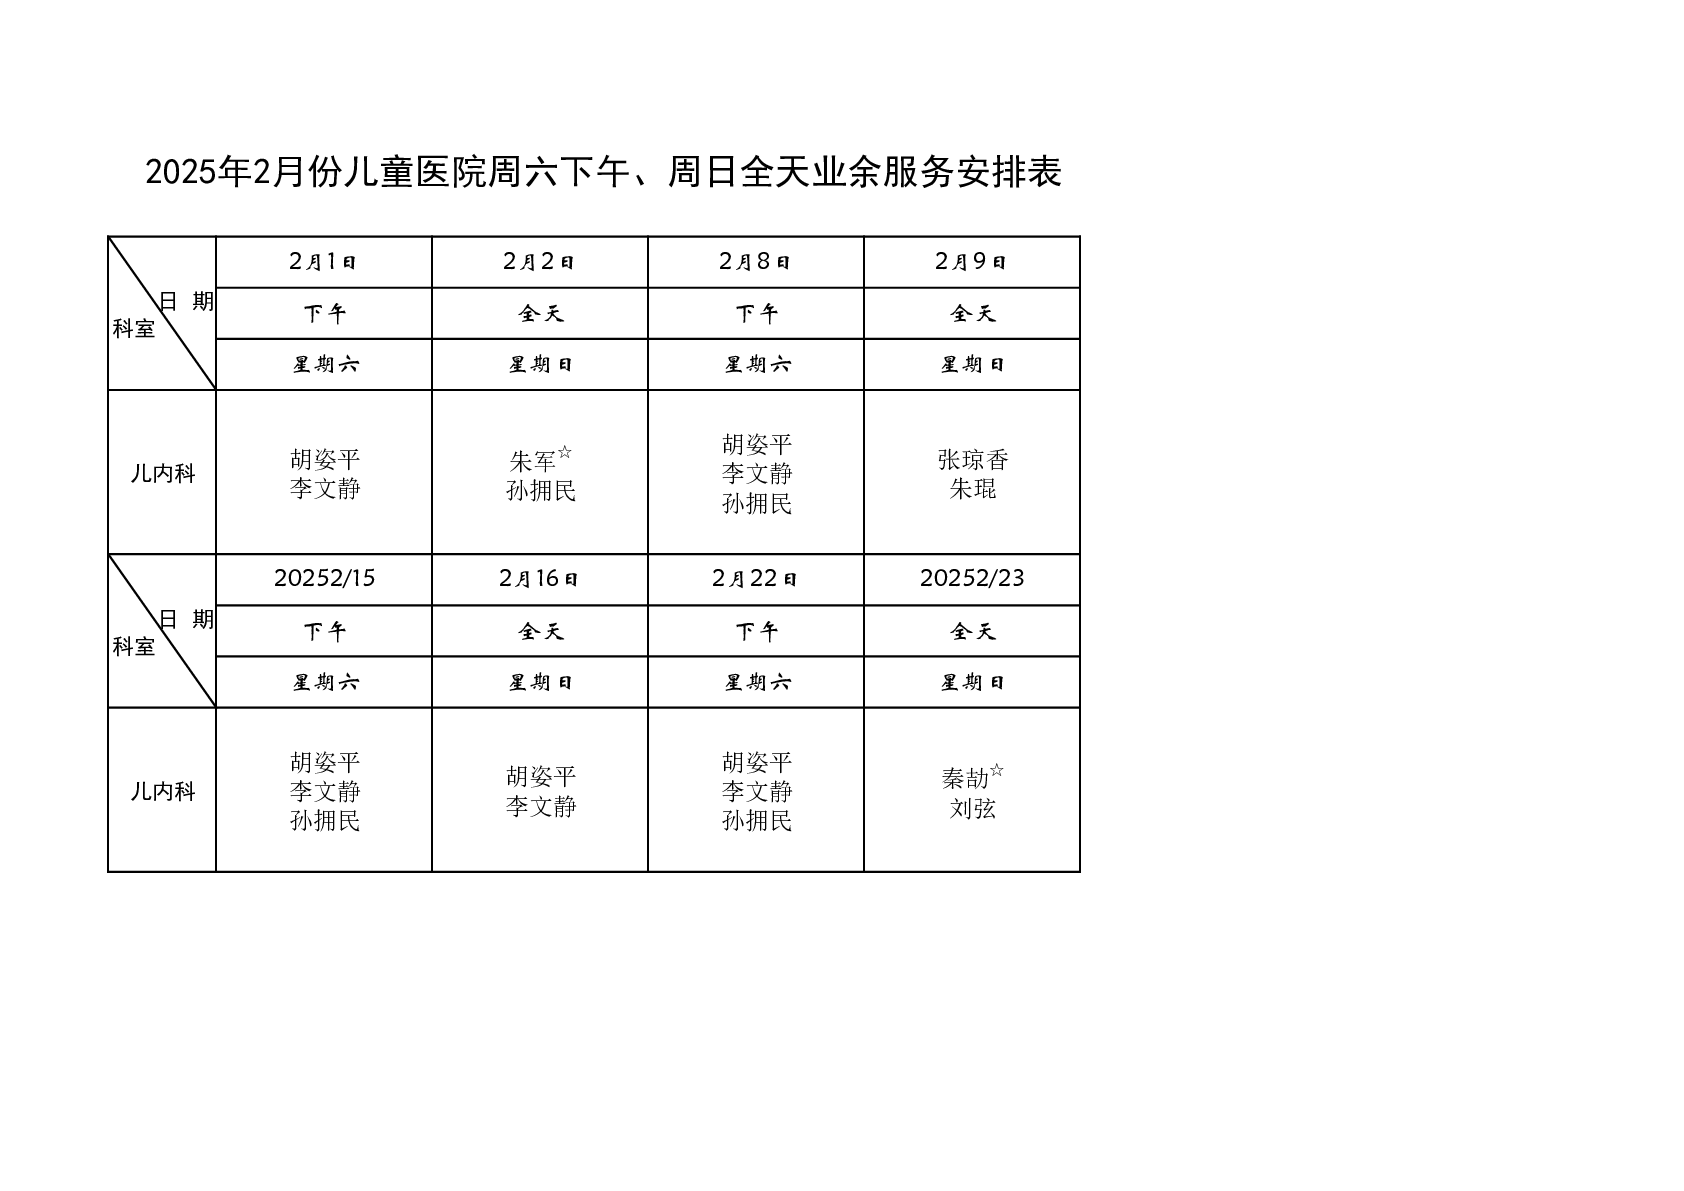 2025年2月份儿童医院周六下午、周日全天业余服务安排表
日 期 2月1日 2月2日 2月8日 2月9日
科室 下午 全天 下午 全天
星期六 星期日 星期六 星期日
儿内科
胡姿平
李文静
朱军☆
孙拥民
胡姿平
李文静
孙拥民
张琼香
朱琨
日 期 20252/15 2月16日 2月22日 20252/23
科室 下午 全天 下午 全天
星期六 星期日 星期六 星期日
儿内科
胡姿平
李文静
孙拥民
胡姿平
李文静
胡姿平
李文静
孙拥民
秦劼☆
刘弦